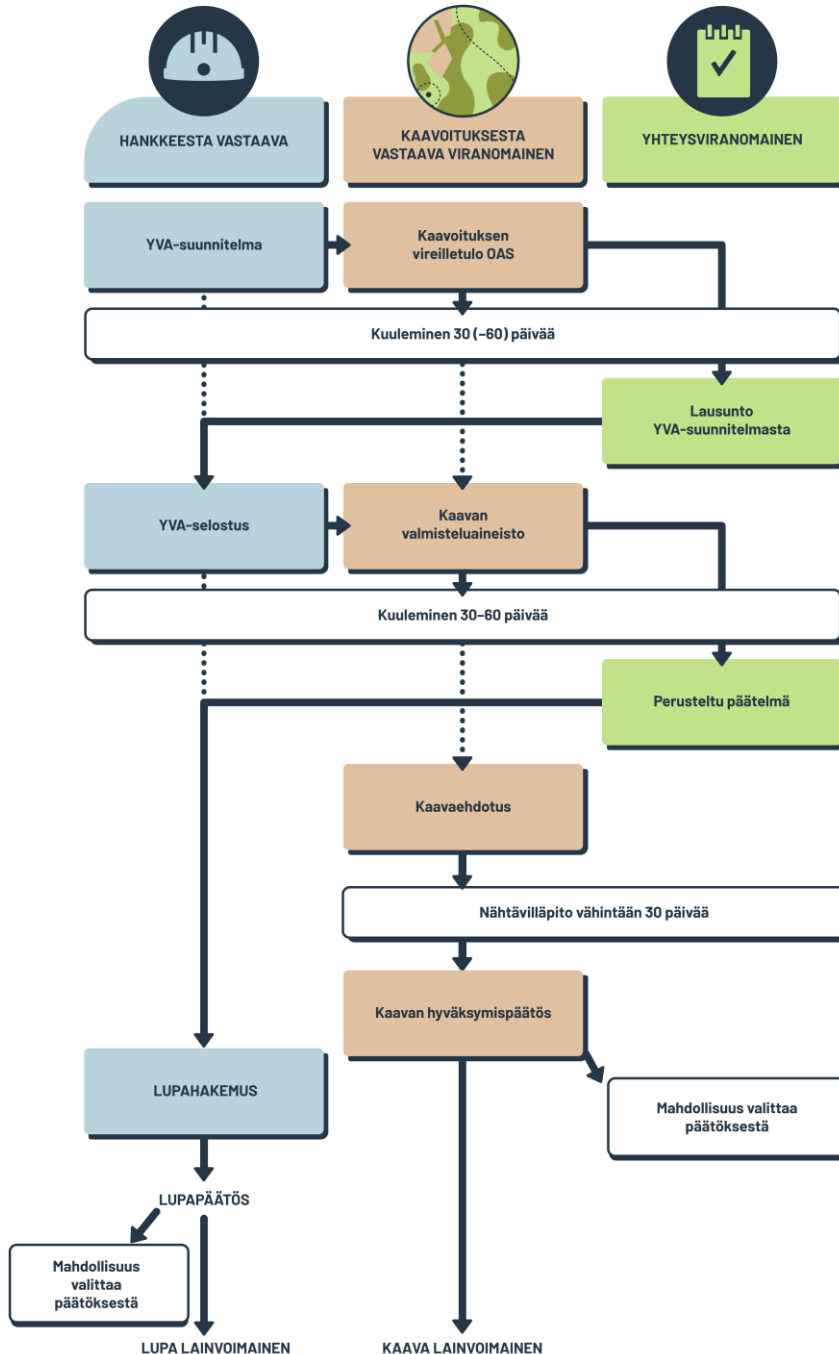 HANKKEESTA VASTAAVA
KAAVOITUKSESTA
VASTAAVA VIRANOMAINEN
YHTEYSVIRANOMAINEN
YVA-suunnitelma
Kaavoituksen
vireilletulo OAS
Kuuleminen 30 (–60) päivää
Lausunto
YVA-suunnitelmasta
YVA-selostus
Kaavan
valmisteluaineisto
Kuuleminen 30–60 päivää
Perusteltu päätelmä
Kaavaehdotus
Nähtävilläpito vähintään 30 päivää
Kaavan hyväksymispäätös
LUPAHAKEMUS
Mahdollisuus valittaa
päätöksestä
LUPAPÄÄTÖS
Mahdollisuus
valittaa
päätöksestä
LUPA LAINVOIMAINEN
KAAVA LAINVOIMAINEN